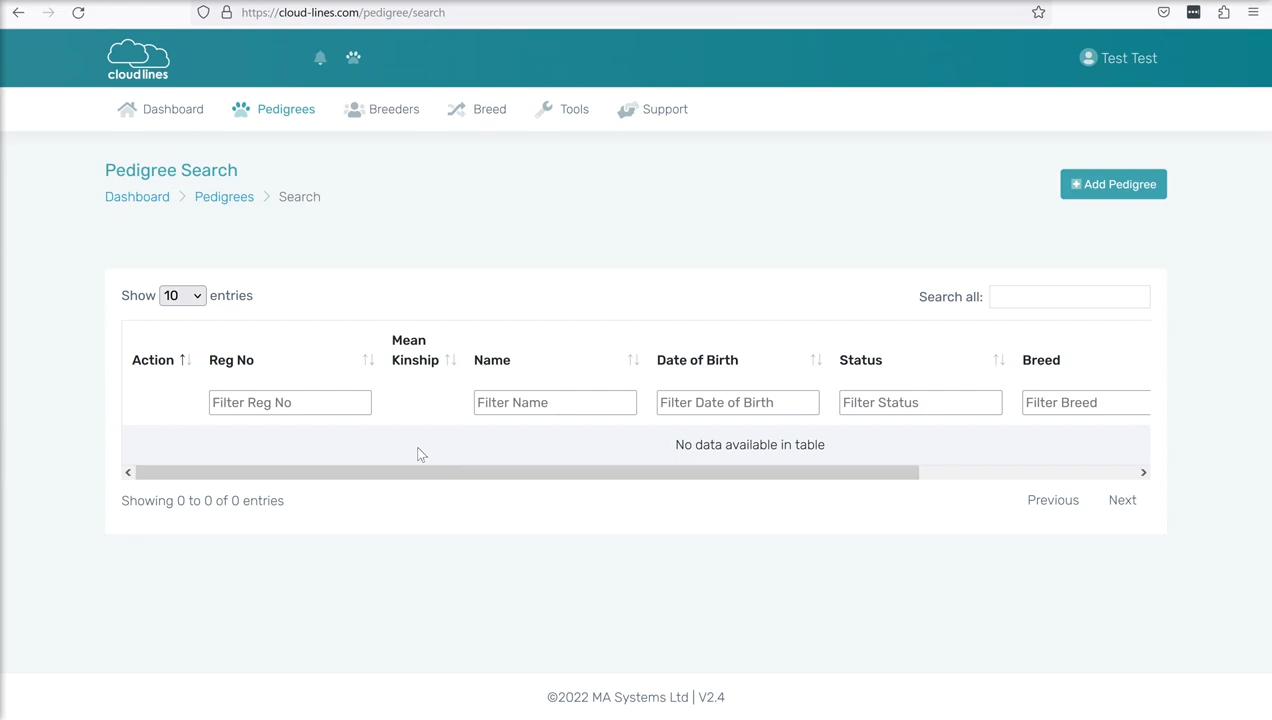 https://cloud-lines.com/pedigree/search
cloudlines
Test Test
Dashboard Pedigrees Breeders Breed Tools Support
Pedigree Search
Dashboard > Pedigrees > Search
Add Pedigree
Show 10 entries
Search all:
Action Reg No Mean Kinship Name Date of Birth Status Breed
Filter Reg No Filter Name Filter Date of Birth Filter Status Filter Breed
No data available in table
Showing 0 to 0 of 0 entries
Previous Next
©2022 MA Systems Ltd | V2.4